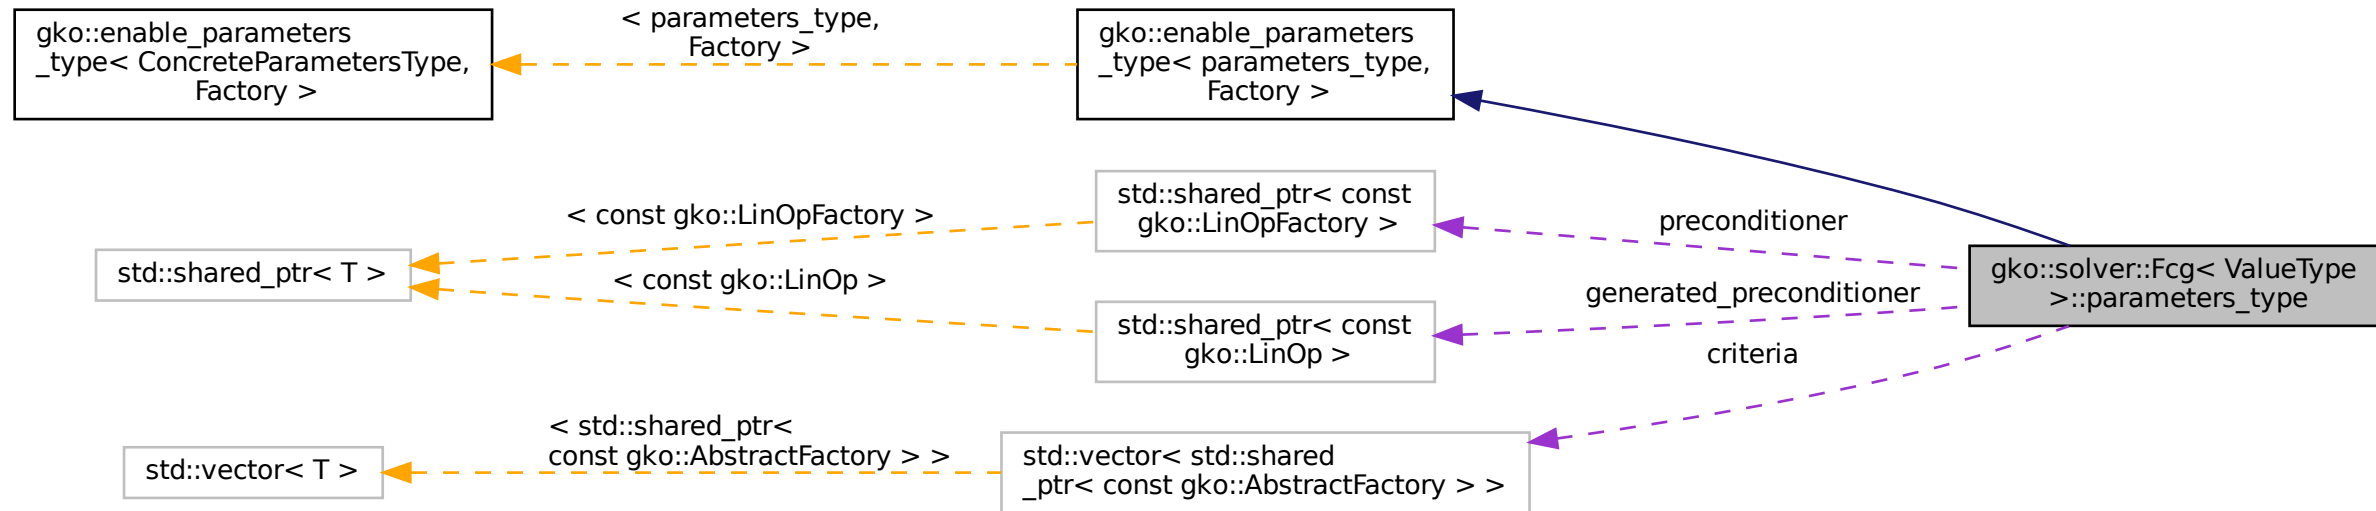 gko::enable_parameters
_type< ConcreteParametersType,
Factory >
< parameters_type,
Factory >
gko::enable_parameters
_type< parameters_type,
Factory >
std::shared_ptr< T >
< const gko::LinOpFactory >
< const gko::LinOp >
std::shared_ptr< const
gko::LinOpFactory >
std::shared_ptr< const
gko::LinOp >
preconditioner
generated_preconditioner
criteria
gko::solver::Fcg< ValueType
>::parameters_type
std::vector< T >
< std::shared_ptr<
const gko::AbstractFactory > >
std::vector< std::shared
_ptr< const gko::AbstractFactory > >